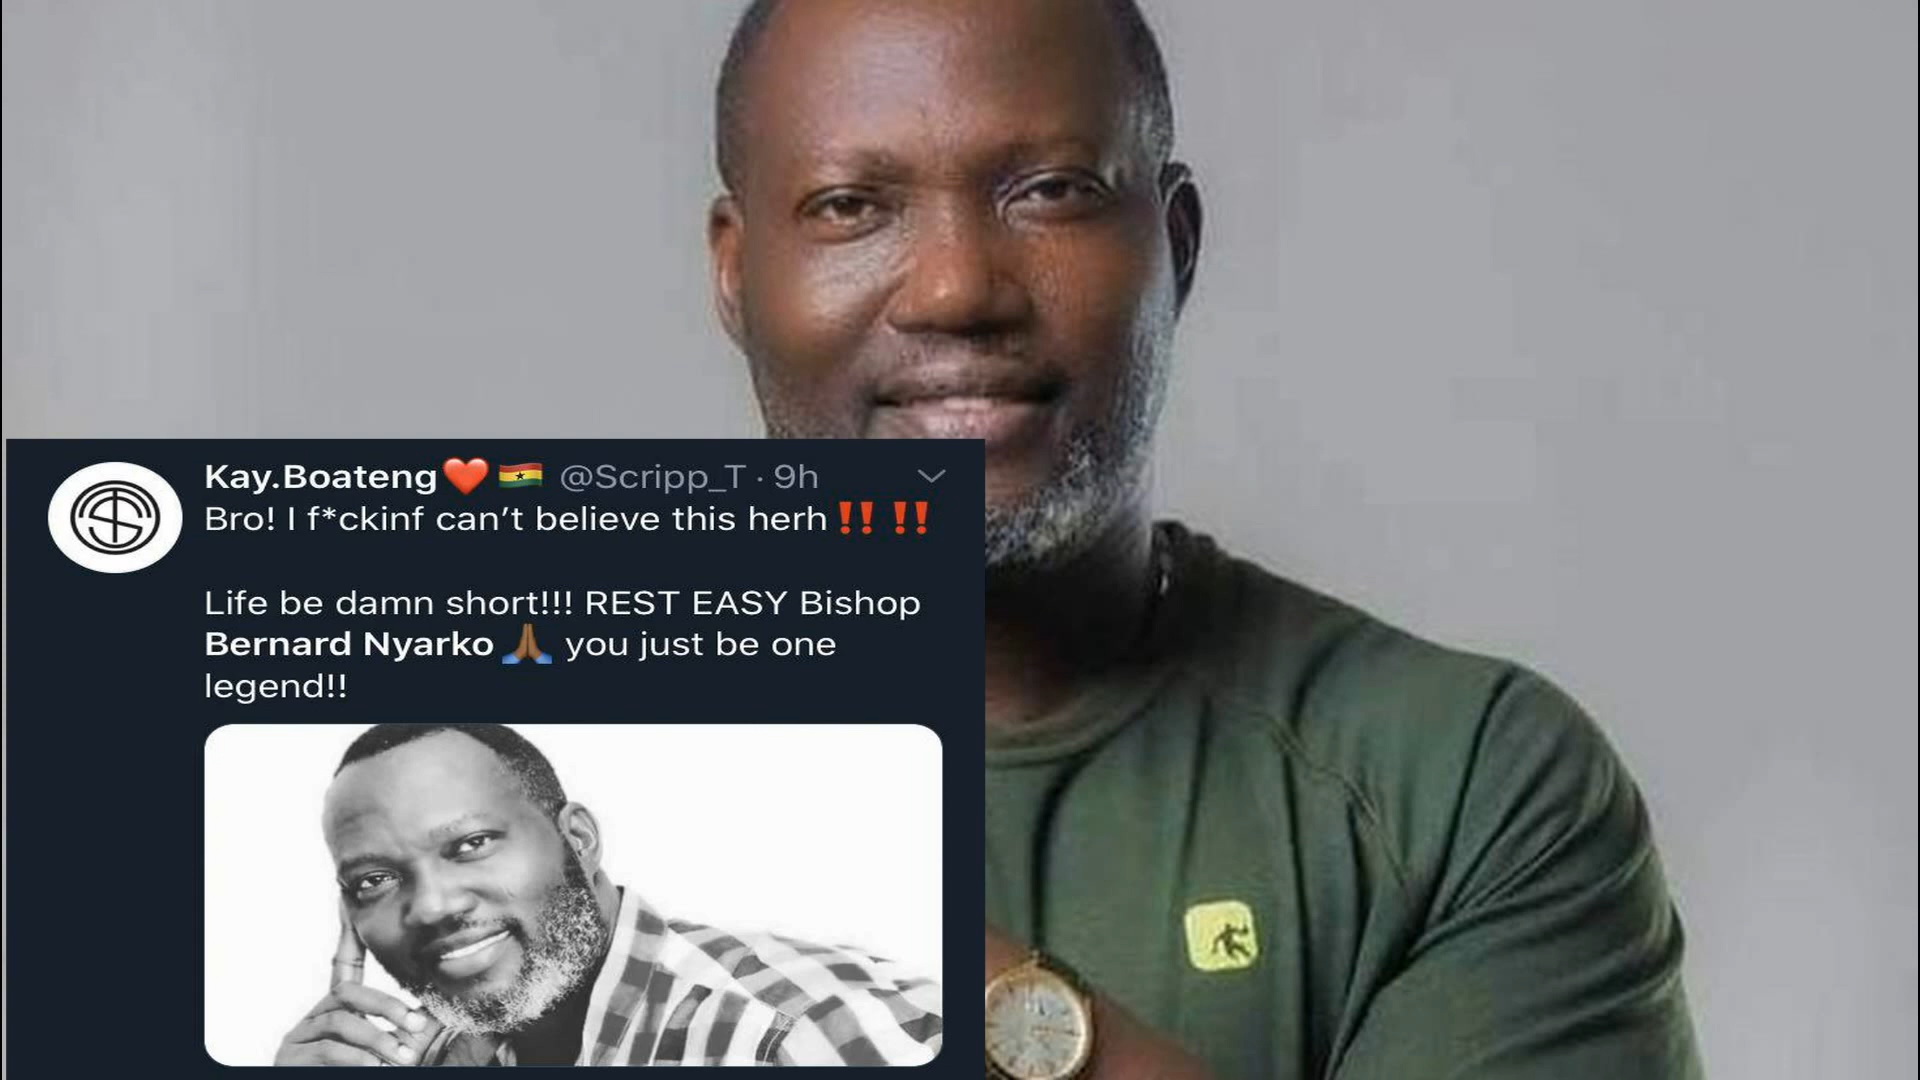 Kay.Boateng❤️🇬🇭 @Scripp_T · 9h
Bro! I f*ckinf can’t believe this herh‼️ ‼️
Life be damn short!!! REST EASY Bishop
Bernard Nyarko🙏🏾 you just be one
legend!!